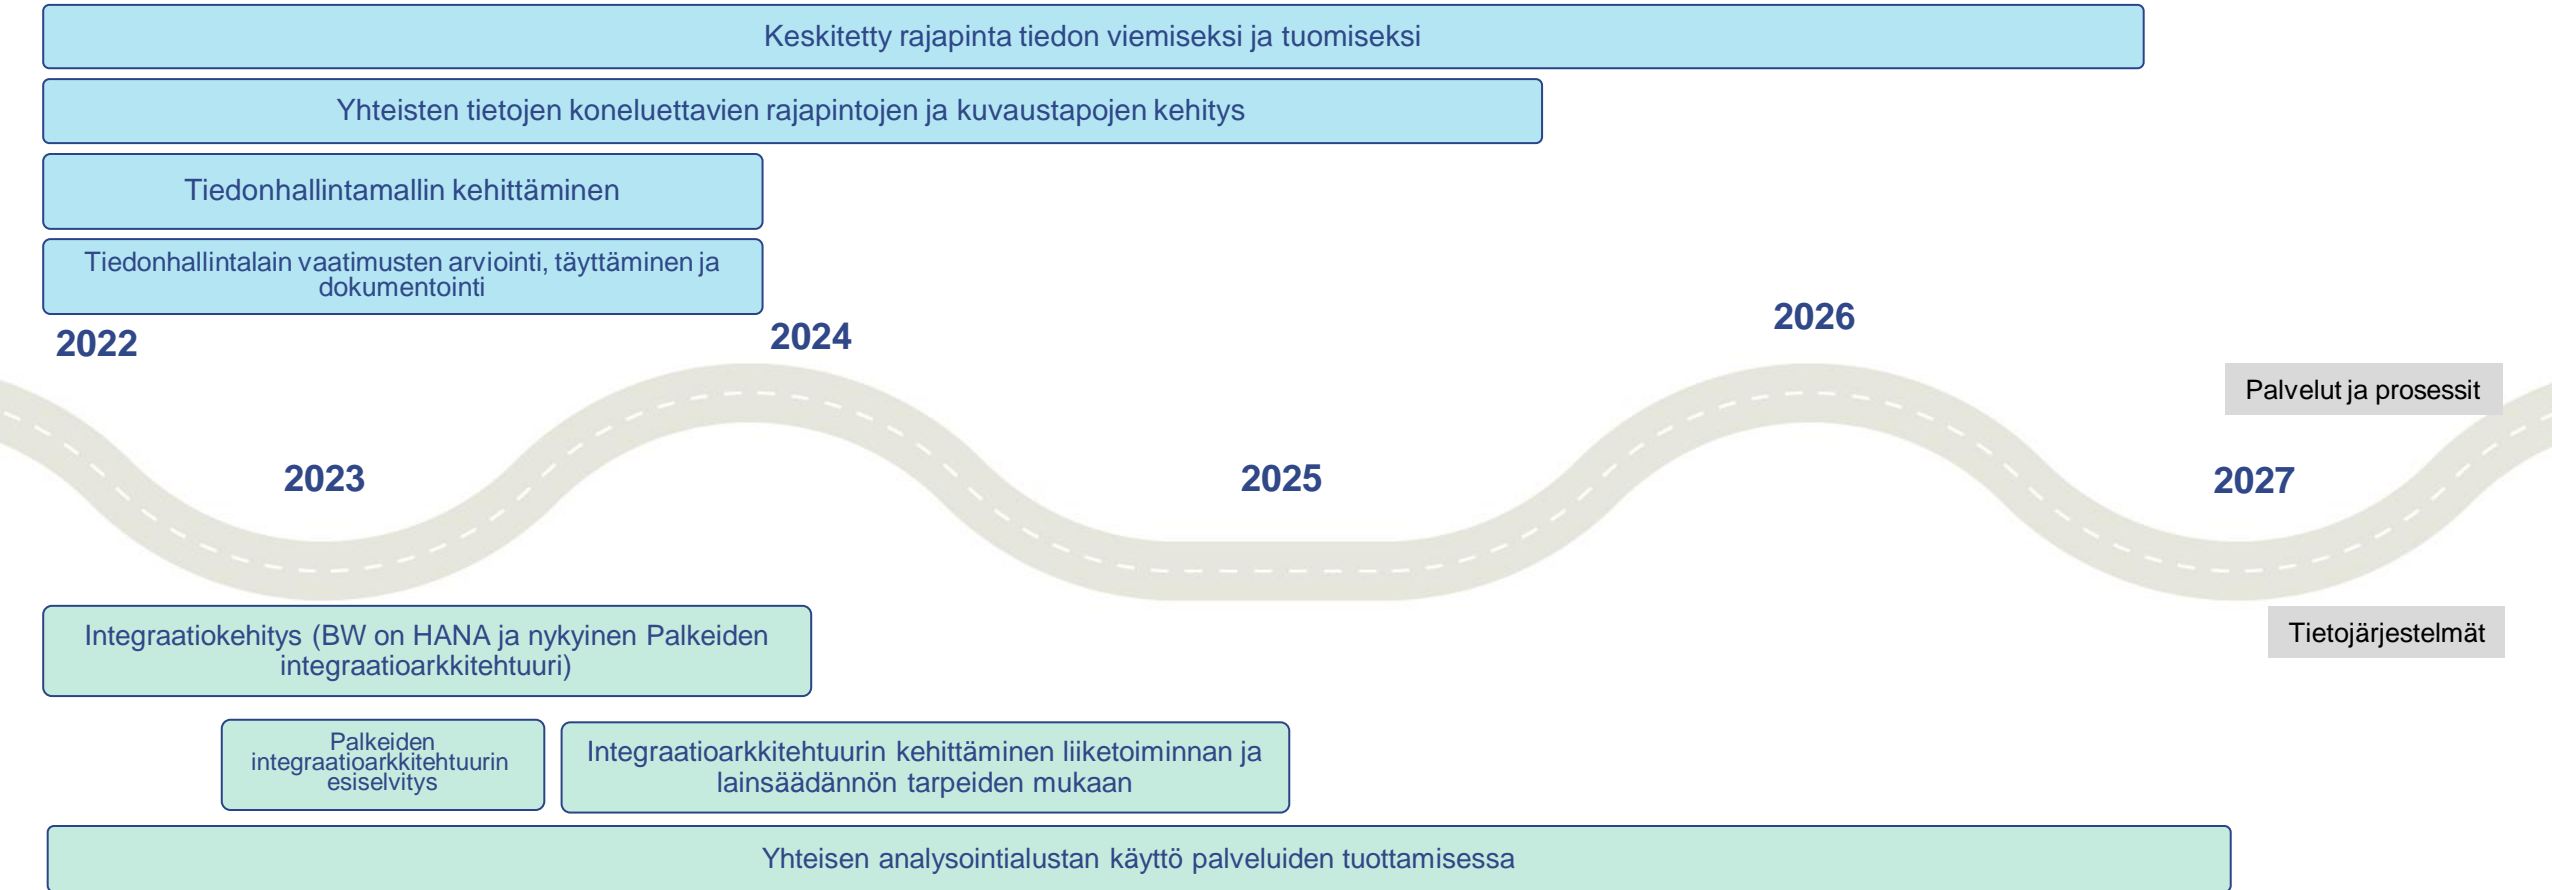 Keskitetty rajapinta tiedon viemiseksi ja tuomiseksi
Yhteisten tietojen koneluettavien rajapintojen ja kuvaustapojen kehitys
Tiedonhallintamallin kehittäminen
Tiedonhallintalain vaatimusten arviointi, täyttäminen ja
dokumentointi
2022
2024
2026
Palvelut ja prosessit
2023
2025
2027
Integraatiokehitys (BW on HANA ja nykyinen Palkeiden
integraatioarkkitehtuuri)
Tietojärjestelmät
Palkeiden
integraatioarkkitehtuurin
esiselvitys
Integraatioarkkitehtuurin kehittäminen liiketoiminnan ja
lainsäädännön tarpeiden mukaan
Yhteisen analysointialustan käyttö palveluiden tuottamisessa